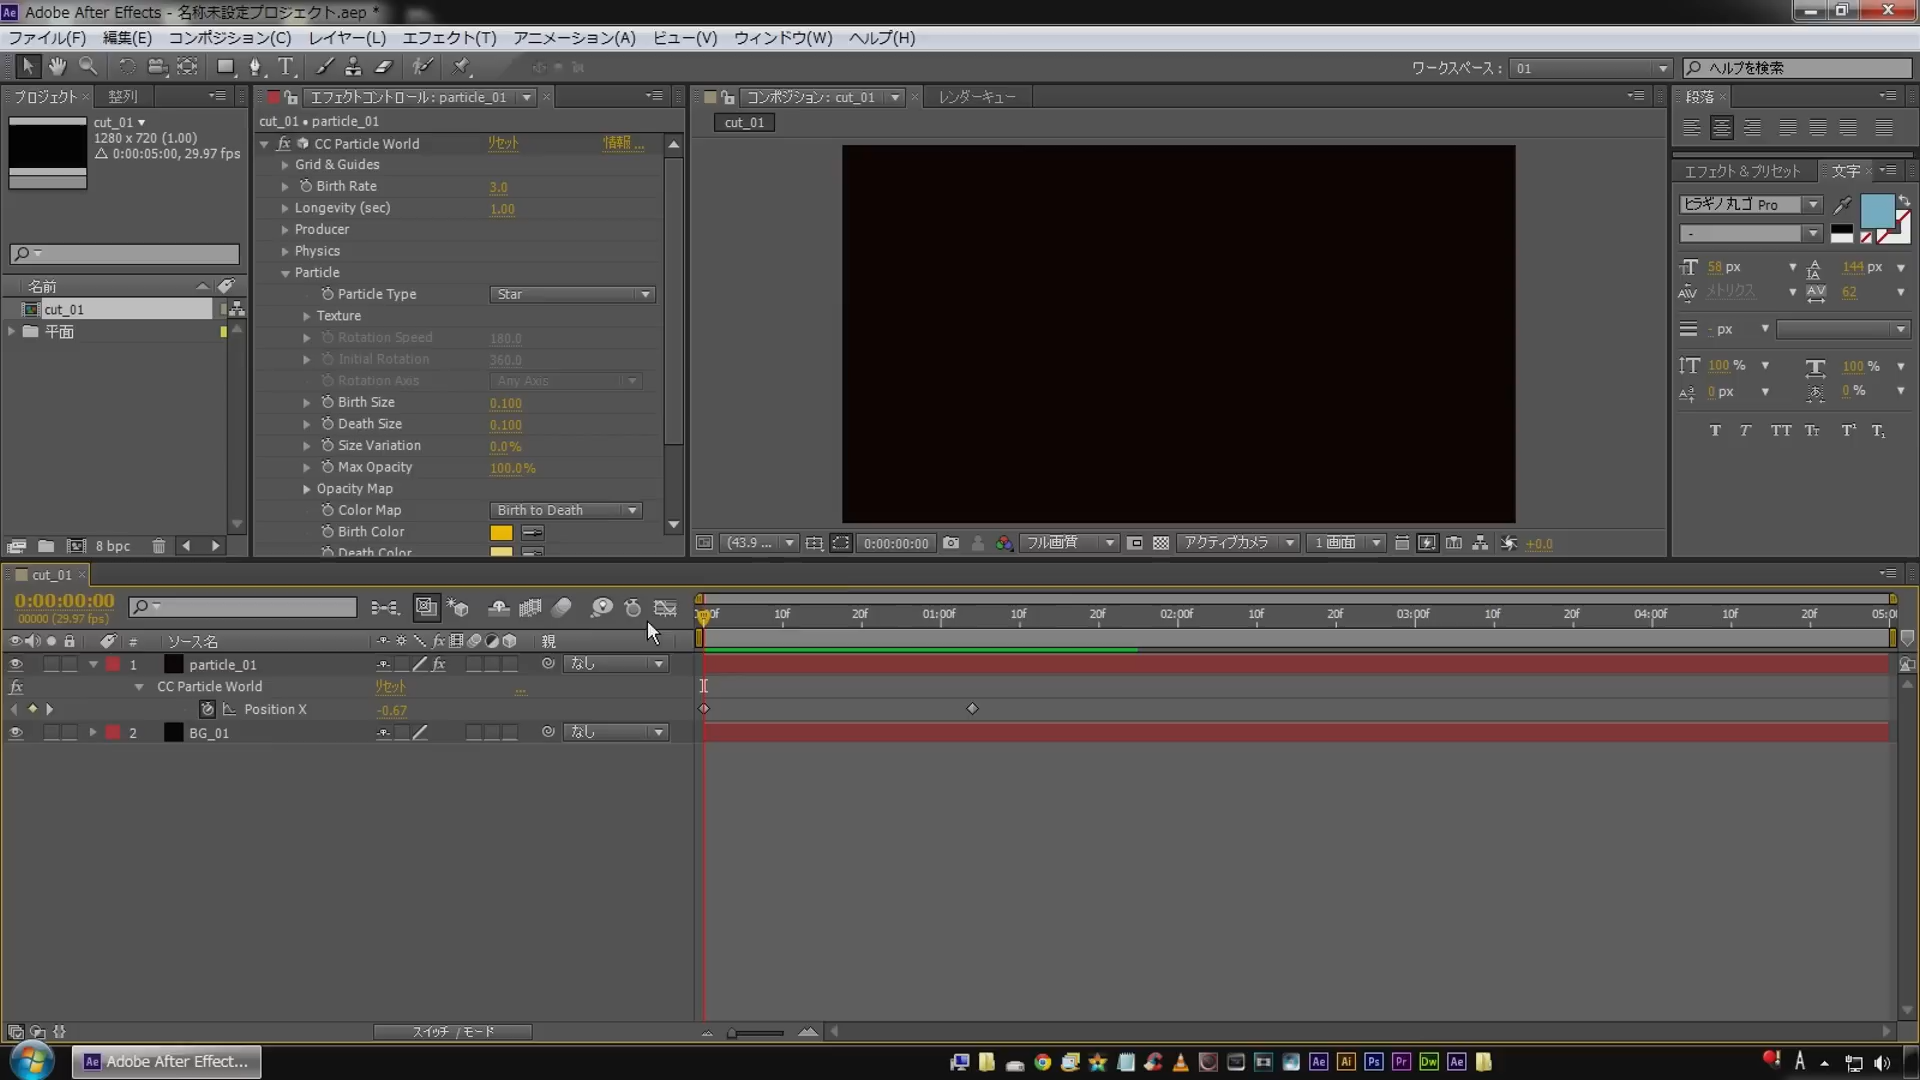 Ae Adobe After Effects - 名称未設定プロジェクト.aep *
ファイル(F) 編集(E) コンポジション(C) レイヤー(L) エフェクト(T) アニメーション(A) ビュー(V) ウィンドウ(W) ヘルプ(H)
ワークスペース : 01 ヘルプを検索
プロジェクト 整列
エフェクトコントロール : particle_01
コンポジション : cut_01 レンダーキュー
段落
cut_01
1280 x 720 (1.00)
△ 0:00:05:00, 29.97 fps
cut_01 • particle_01
cut_01
fx CC Particle World リセット 情報 ...
Grid & Guides
Birth Rate 3.0
Longevity (sec) 1.00
Producer
Physics
Particle
Particle Type Star
Texture
Rotation Speed 180.0
Initial Rotation 360.0
Rotation Axis Any Axis
Birth Size 0.100
Death Size 0.100
Size Variation 0.0%
Max Opacity 100.0%
Opacity Map
Color Map Birth to Death
Birth Color
Death Color
名前
cut_01
平面
8 bpc
エフェクト＆プリセット 文字
ヒラギノ丸ゴ Pro
-
58 px 144 px
メトリクス 62
- px
100 % 100 %
0 px 0 %
T T TT Tr T¹ T₁
(43.9 ... 0:00:00:00 フル画質 アクティブカメラ 1 画面 +0.0
cut_01
0:00:00:00
00000 (29.97 fps)
:00f 10f 20f 01:00f 10f 20f 02:00f 10f 20f 03:00f 10f 20f 04:00f 10f 20f 05:00
# ソース名 親
1 particle_01 fx なし
fx CC Particle World リセット ...
Position X -0.67
2 BG_01 なし
スイッチ / モード
Ae Adobe After Effect...
Ae Ai Ps Pr Dw Ae
A